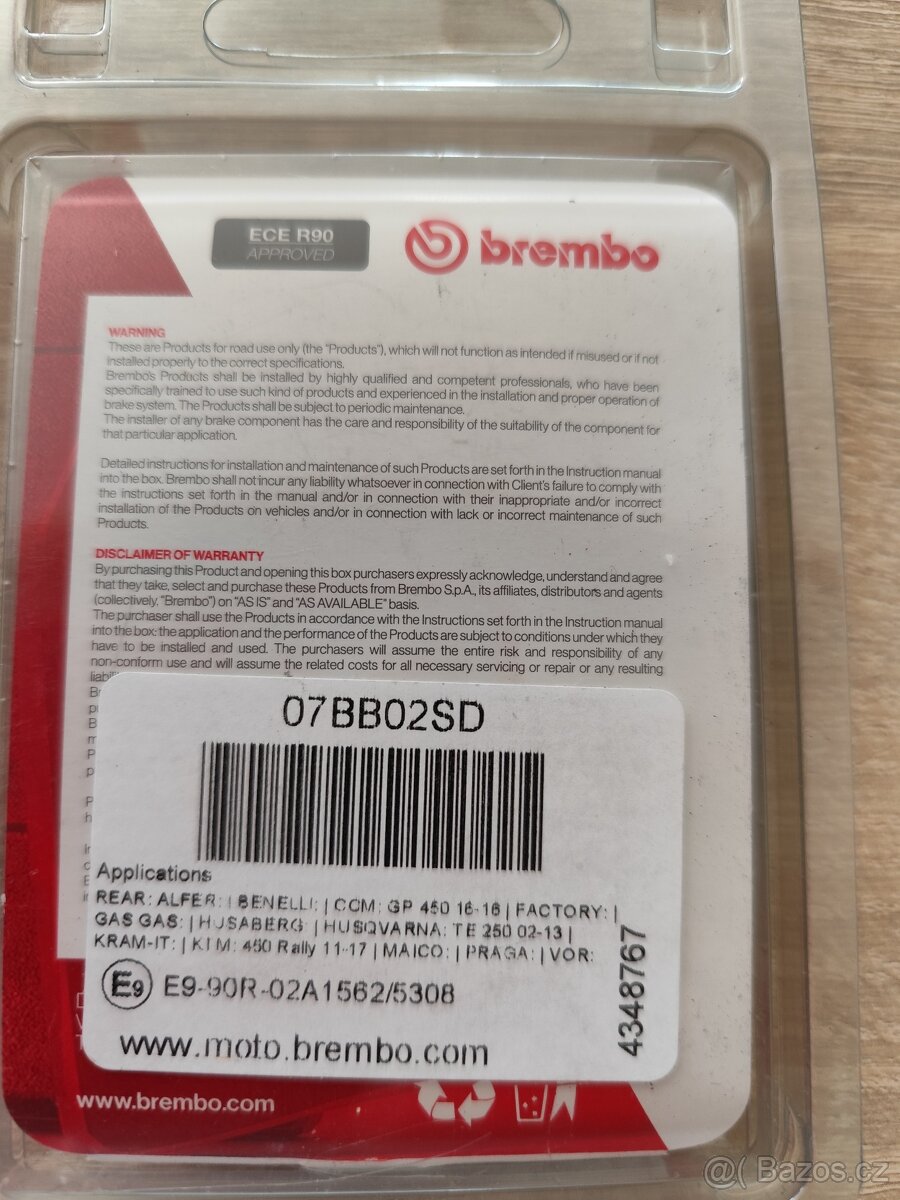 ECE R90
APPROVED
brembo
WARNING
These are Products for road use only (the "Products"), which will not function as intended if misused or if not
installed properly to the correct specifications.
Brembo's Products shall be installed by highly qualified and competent professionals, who have been
specifically trained to use such kind of products and experienced in the installation and proper operation of
brake system. The Products shall be subject to periodic maintenance.
The installer of any brake component has the care and responsibility of the suitability of the component for
that particular application.
Detailed instructions for installation and maintenance of such Products are set forth in the Instruction manual
into the box. Brembo shall not incur any liability whatsoever in connection with Client's failure to comply with
the instructions set forth in the manual and/or in connection with their inappropriate and/or incorrect
installation of the Products on vehicles and/or in connection with lack or incorrect maintenance of such
Products.
DISCLAIMER OF WARRANTY
By purchasing this Product and opening this box purchasers expressly acknowledge, understand and agree
that they take, select and purchase these Products from Brembo S.p.A., its affiliates, distributors and agents
(collectively, "Brembo") on "AS IS" and "AS AVAILABLE" basis.
The purchaser shall use the Products in accordance with the Instructions set forth in the Instruction manual
into the box: the application and the performance of the Products are subject to conditions under which they
have to be installed and used. The purchasers will assume the entire risk and responsibility of any
non-conform use and will assume the related costs for all necessary servicing or repair or any resulting
07BB02SD
Applications
REAR: ALFER: | BENELLI: | CCM: GP 450 16-16 | FACTORY: |
GAS GAS: | HUSABERG: | HUSQVARNA: TE 250 02-13 |
KRAM-IT: | KTM: 450 Rally 11-17 | MAICO: | PRAGA: | VOR:
4348767
E9 E9-90R-02A1562/5308
www.moto.brembo.com
www.brembo.com
@( Bazos.cz